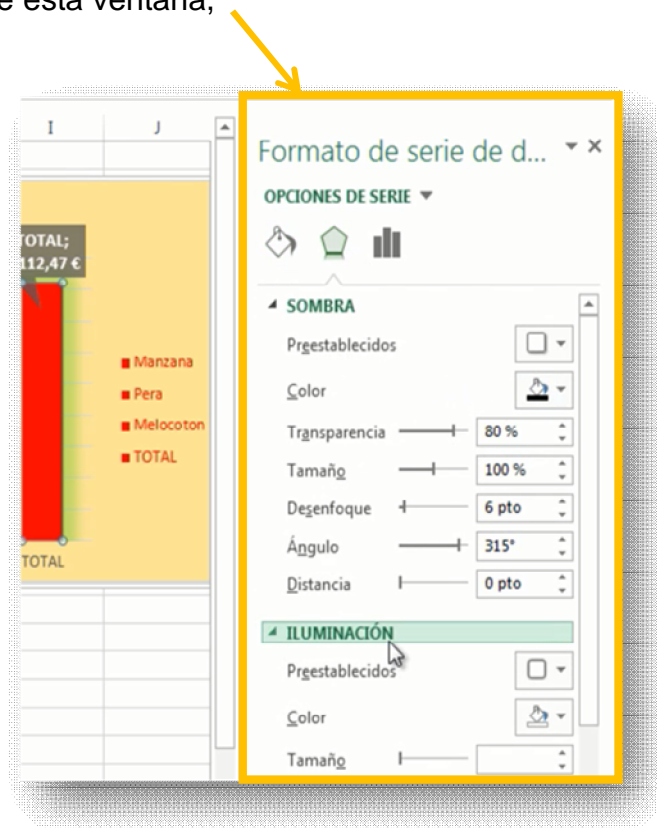 e esta ventana,
I J
Formato de serie de d...
OPCIONES DE SERIE
SOMBRA
Preestablecidos
Color
Transparencia 80 %
Tamaño 100 %
Desenfoque 6 pto
Ángulo 315°
Distancia 0 pto
ILUMINACIÓN
Preestablecidos
Color
Tamaño
TOTAL;
112,47 €
Manzana
Pera
Melocoton
TOTAL
TOTAL